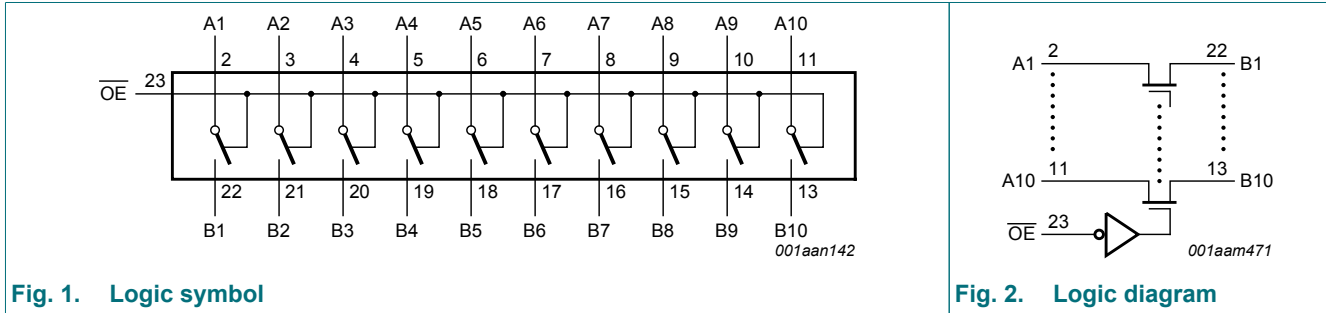 A1 A2 A3 A4 A5 A6 A7 A8 A9 A10
2 3 4 5 6 7 8 9 10 11
OE 23
22 21 20 19 18 17 16 15 14 13
B1 B2 B3 B4 B5 B6 B7 B8 B9 B10
001aan142
Fig. 1. Logic symbol
A1 2 22 B1
A10 11 13 B10
OE 23
001aam471
Fig. 2. Logic diagram